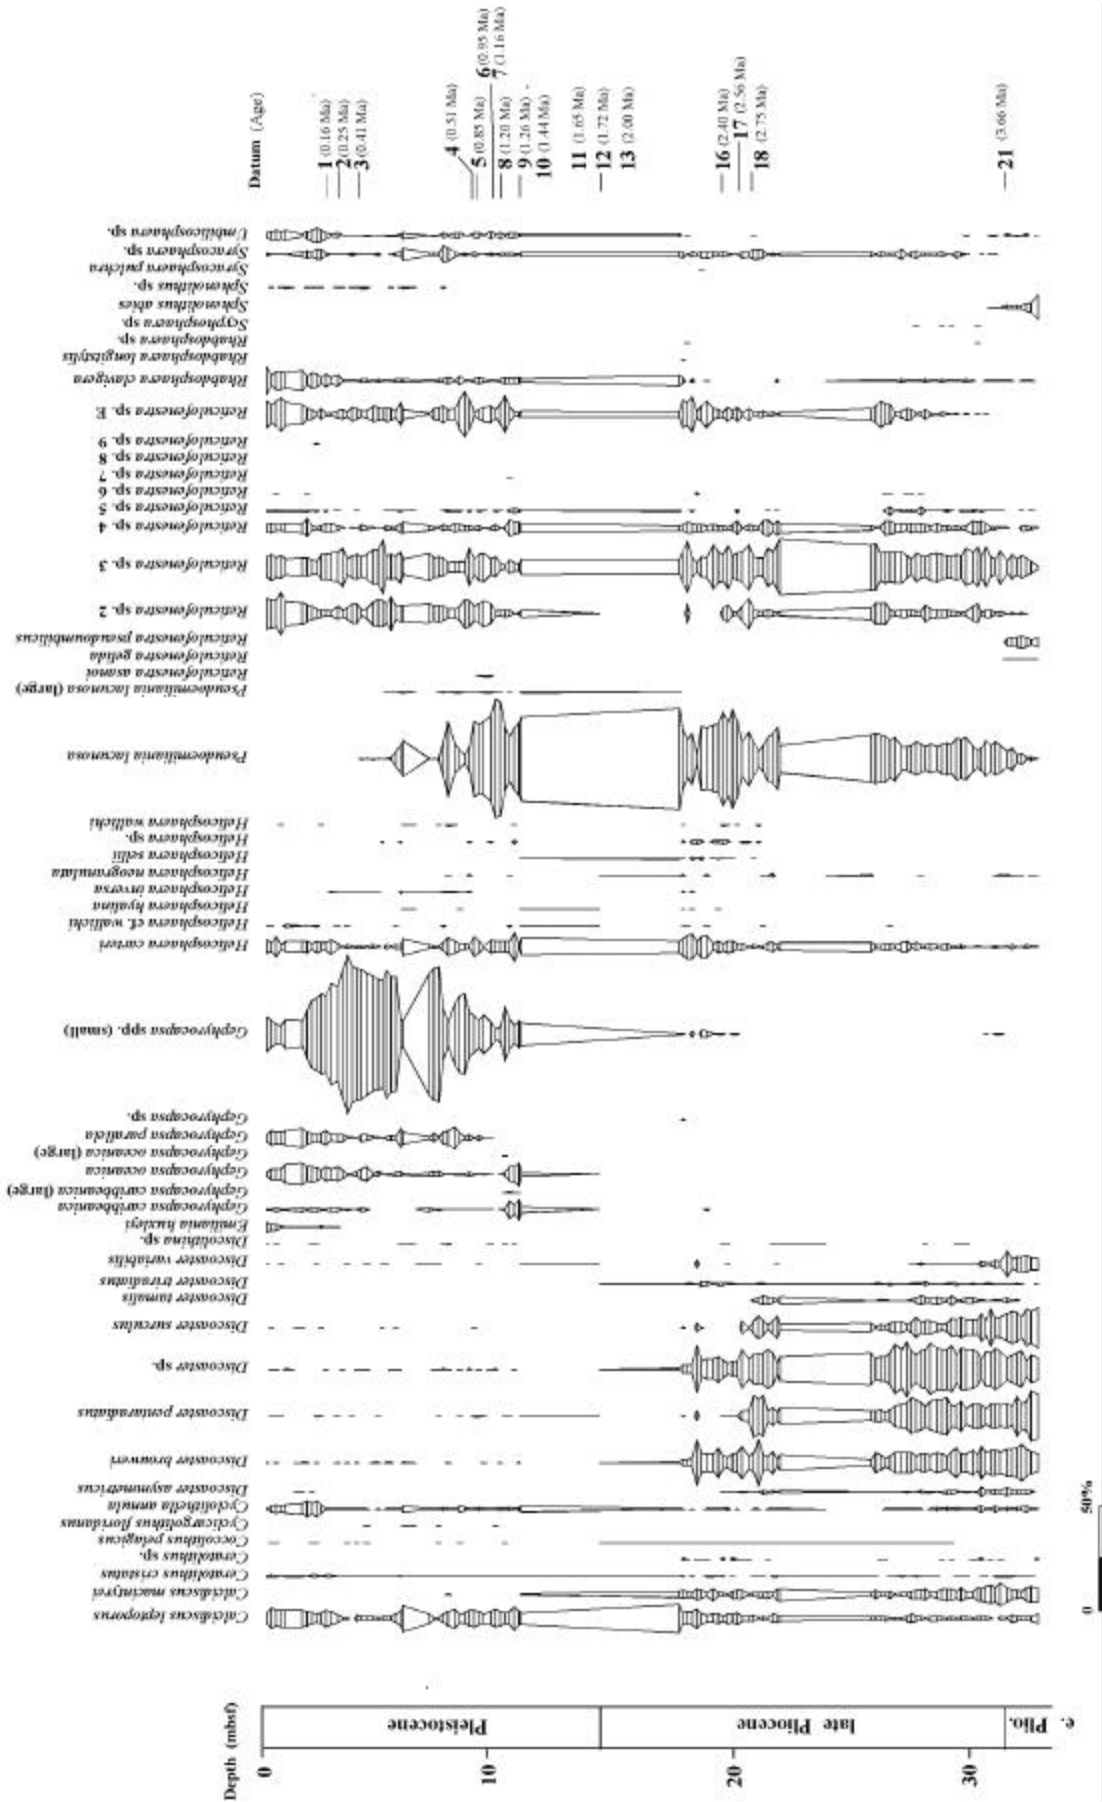 Depth (mbsf)
0
10
20
30
Pleistocene
late Pliocene
e. Plio.
Calcidiscus leptoporus
Calcidiscus macintyrei
Ceratolithus cristatus
Ceratolithus sp.
Coccolithus pelagicus
Cyclicargolithus floridanus
Cyclolithella annula
Discoaster asymmetricus
Discoaster brouweri
Discoaster pentaradiatus
Discoaster sp.
Discoaster surculus
Discoaster tamalis
Discoaster triradiatus
Discoaster variabilis
Discolithina sp.
Emiliania huxleyi
Gephyrocapsa caribbeanica
Gephyrocapsa caribbeanica (large)
Gephyrocapsa oceanica
Gephyrocapsa oceanica (large)
Gephyrocapsa parallela
Gephyrocapsa sp.
Gephyrocapsa spp. (small)
Helicosphaera carteri
Helicosphaera cf. wallichi
Helicosphaera hyalina
Helicosphaera inversa
Helicosphaera neogranulata
Helicosphaera sellii
Helicosphaera sp.
Helicosphaera wallichi
Pseudoemiliania lacunosa
Pseudoemiliania lacunosa (large)
Reticulofenestra asanoi
Reticulofenestra gelida
Reticulofenestra pseudoumbilicus
Reticulofenestra sp. 2
Reticulofenestra sp. 3
Reticulofenestra sp. 4
Reticulofenestra sp. 5
Reticulofenestra sp. 6
Reticulofenestra sp. 7
Reticulofenestra sp. 8
Reticulofenestra sp. 9
Reticulofenestra sp. E
Rhabdosphaera clavigera
Rhabdosphaera longistylis
Rhabdosphaera sp.
Scyphosphaera sp.
Sphenolithus abies
Sphenolithus sp.
Syracosphaera pulchra
Syracosphaera sp.
Umbilicosphaera sp.
Datum (Age)
1 (0.16 Ma)
2 (0.25 Ma)
3 (0.41 Ma)
4 (0.51 Ma)
5 (0.85 Ma)
6 (0.95 Ma)
7 (1.16 Ma)
8 (1.20 Ma)
9 (1.26 Ma)
10 (1.44 Ma)
11 (1.65 Ma)
12 (1.72 Ma)
13 (2.00 Ma)
16 (2.40 Ma)
17 (2.56 Ma)
18 (2.75 Ma)
21 (3.66 Ma)
0
50%